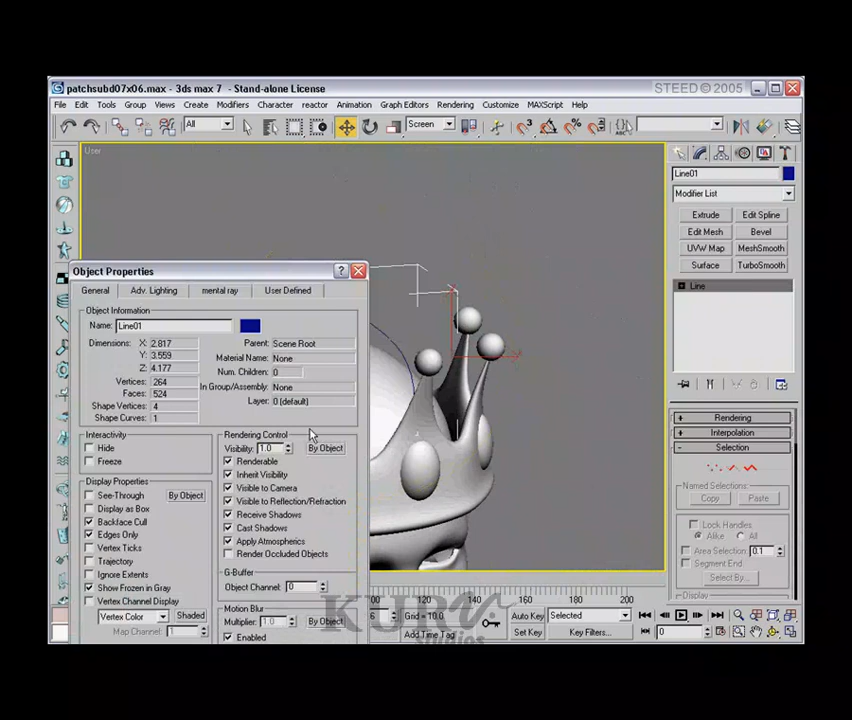 patchsubd07x06.max - 3ds max 7 - Stand-alone License
STEED © 2005
File Edit Tools Group Views Create Modifiers Character reactor Animation Graph Editors Rendering Customize MAXScript Help
All
Screen
User
Line01
Modifier List
Extrude Edit Spline
Edit Mesh Bevel
UVW Map MeshSmooth
Surface TurboSmooth
Line
Rendering
Interpolation
Selection
Named Selections:
Copy Paste
Lock Handles
Alike All
Area Selection: 0.1
Segment End
Select By...
Display
Object Properties
General Adv. Lighting mental ray User Defined
Object Information
Name: Line01
Dimensions: X: 2.817
Y: 3.559
Z: 4.177
Vertices: 264
Faces: 524
Shape Vertices: 4
Shape Curves: 1
Parent: Scene Root
Material Name: None
Num. Children: 0
In Group/Assembly: None
Layer: 0 (default)
Interactivity
Hide
Freeze
Display Properties
See-Through By Object
Display as Box
Backface Cull
Edges Only
Vertex Ticks
Trajectory
Ignore Extents
Show Frozen in Gray
Vertex Channel Display
Vertex Color Shaded
Map Channel: 1
Rendering Control
Visibility: 1.0 By Object
Renderable
Inherit Visibility
Visible to Camera
Visible to Reflection/Refraction
Receive Shadows
Cast Shadows
Apply Atmospherics
Render Occluded Objects
G-Buffer
Object Channel: 0
Motion Blur
Multiplier: 1.0 By Object
Enabled
100 120 140 160 180 200
Grid = 10.0
Add Time Tag
Auto Key Selected
Set Key Key Filters...
0
KURV
studios